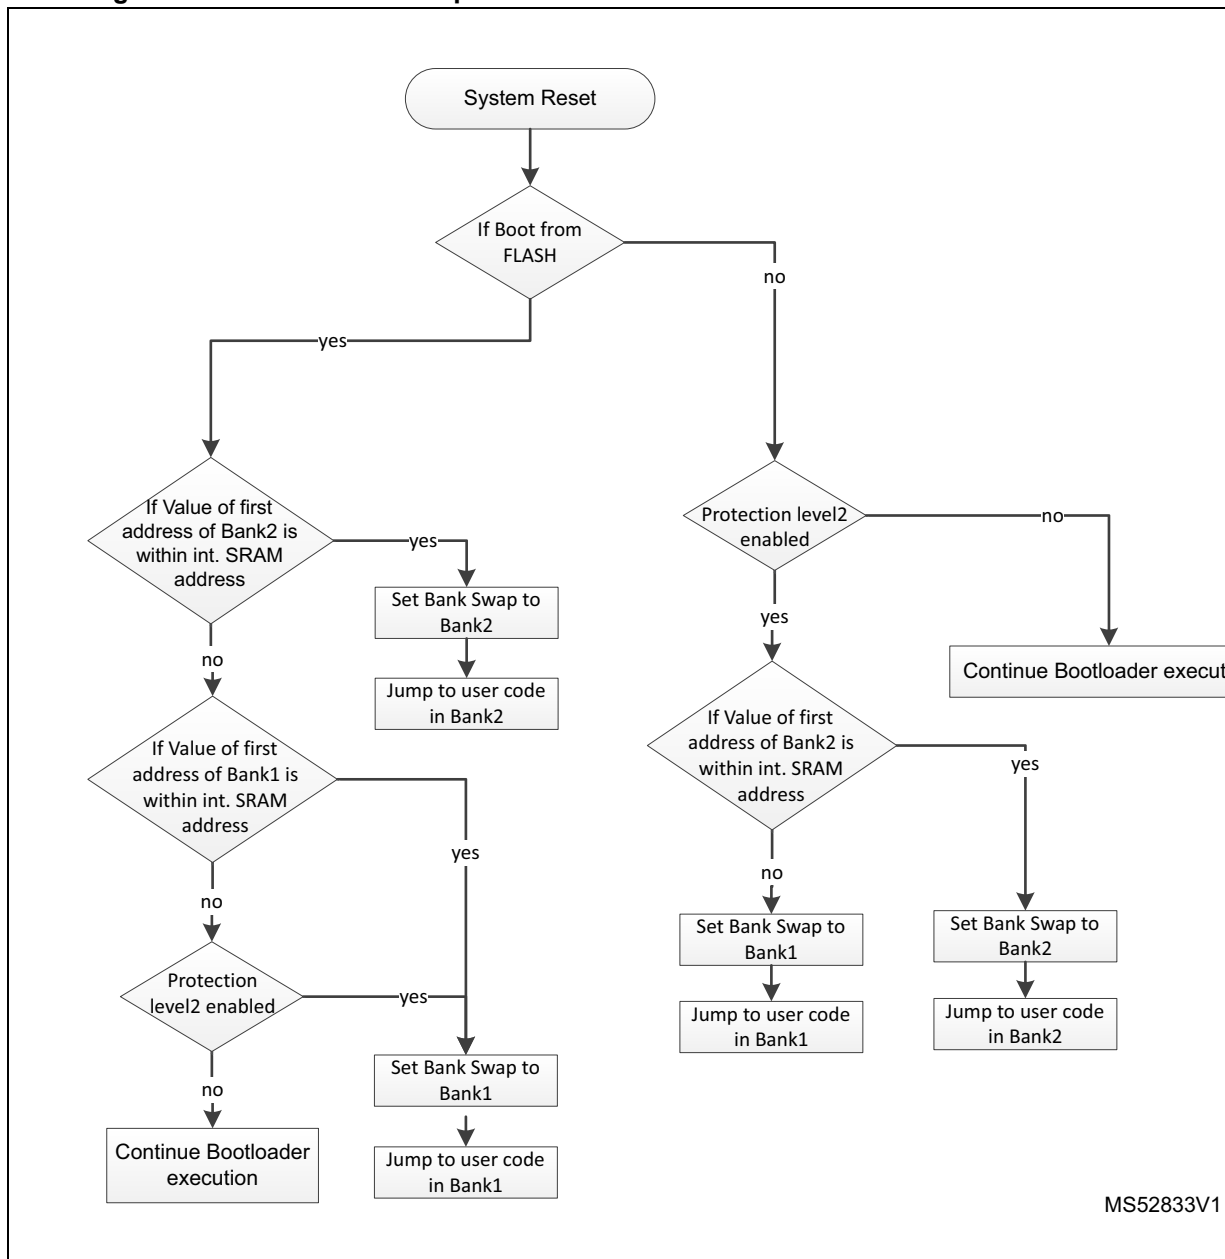 System Reset
If Boot from
FLASH
no
yes
If Value of first
address of Bank2 is
within int. SRAM
address
yes
Set Bank Swap to
Bank2
Jump to user code
in Bank2
no
If Value of first
address of Bank1 is
within int. SRAM
address
yes
no
Protection
level2 enabled
yes
Set Bank Swap to
Bank1
Jump to user code
in Bank1
no
Continue Bootloader
execution
Protection level2
enabled
no
Continue Bootloader execut
yes
If Value of first
address of Bank2 is
within int. SRAM
address
yes
no
Set Bank Swap to
Bank1
Jump to user code
in Bank1
Set Bank Swap to
Bank2
Jump to user code
in Bank2
MS52833V1